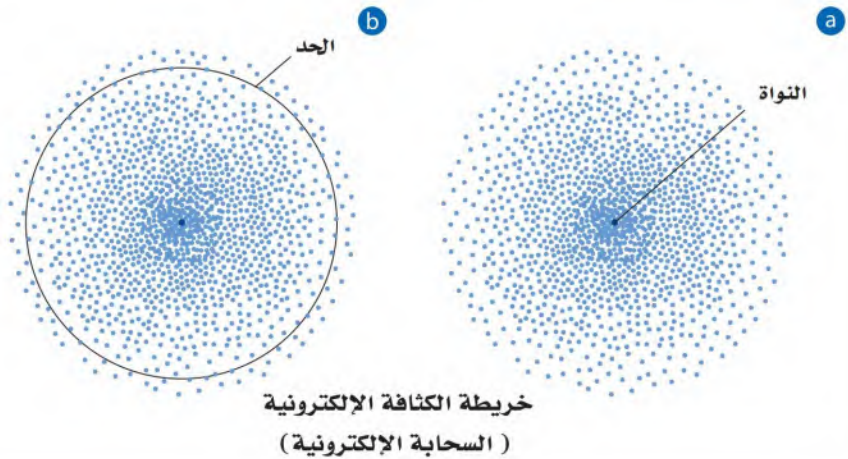 a
b
الحد
النواة
خريطة الكثافة الإلكترونية
( السحابة الإلكترونية )